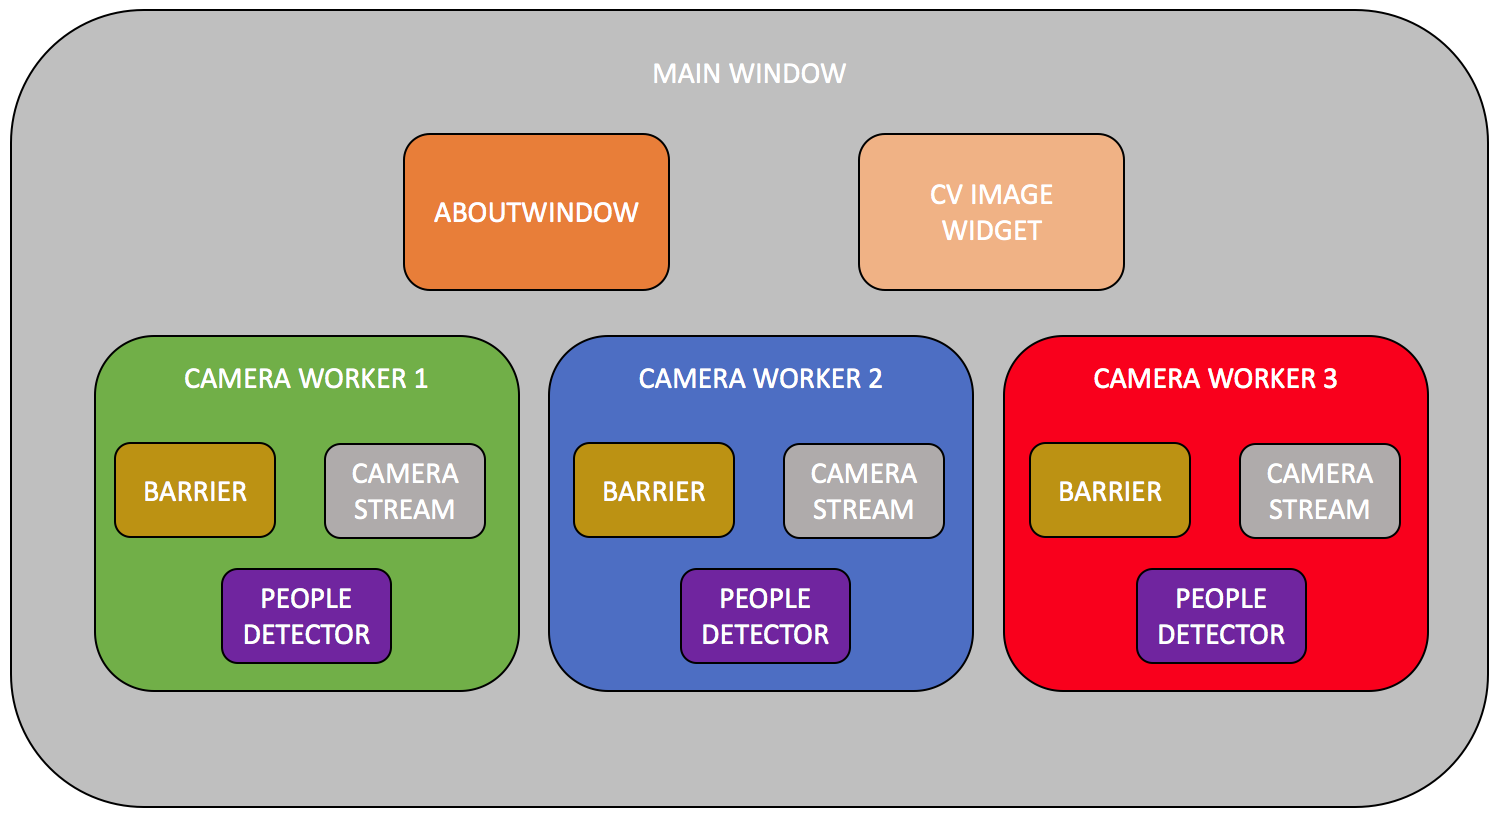 MAIN WINDOW
ABOUTWINDOW
CV IMAGE
WIDGET
CAMERA WORKER 1
BARRIER
CAMERA
STREAM
PEOPLE
DETECTOR
CAMERA WORKER 2
BARRIER
CAMERA
STREAM
PEOPLE
DETECTOR
CAMERA WORKER 3
BARRIER
CAMERA
STREAM
PEOPLE
DETECTOR